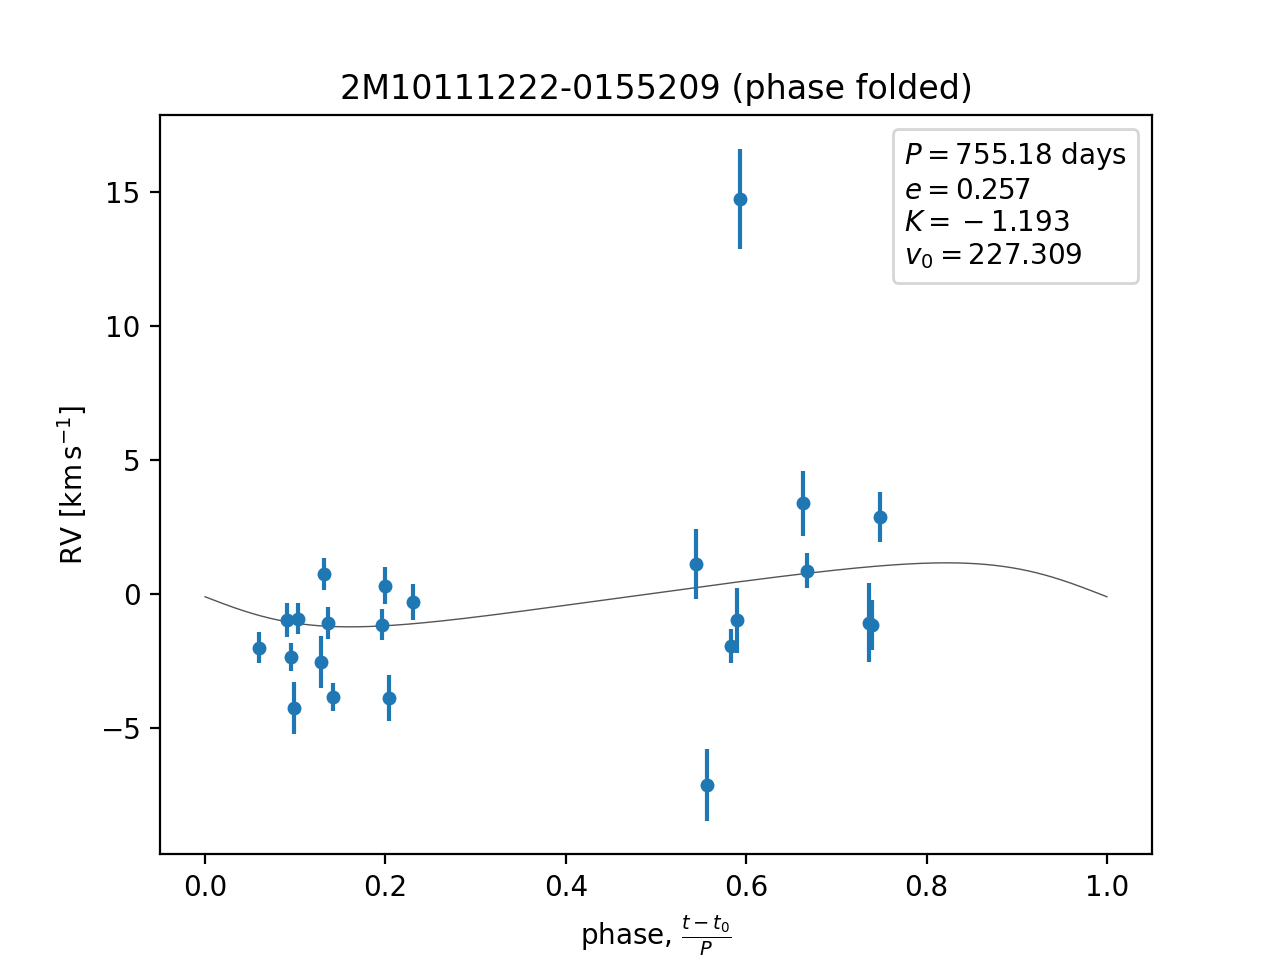 2M10111222-0155209 (phase folded)
P = 755.18 days
e = 0.257
K = −1.193
v₀ = 227.309
RV [km s⁻¹]
15
10
5
0
−5
0.0 0.2 0.4 0.6 0.8 1.0
phase, (t − t₀)/P